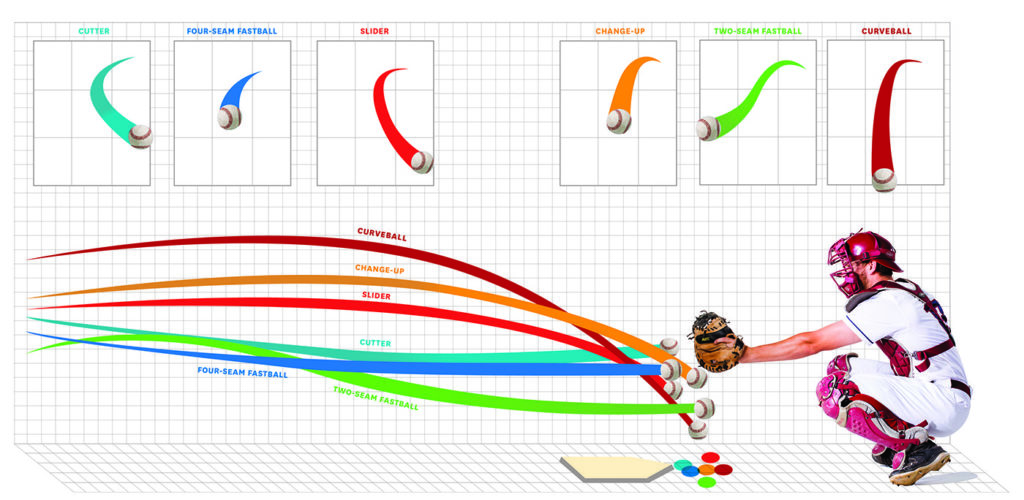 CUTTER
FOUR-SEAM FASTBALL
SLIDER
CHANGE-UP
TWO-SEAM FASTBALL
CURVEBALL
CURVEBALL
CHANGE-UP
SLIDER
CUTTER
FOUR-SEAM FASTBALL
TWO-SEAM FASTBALL